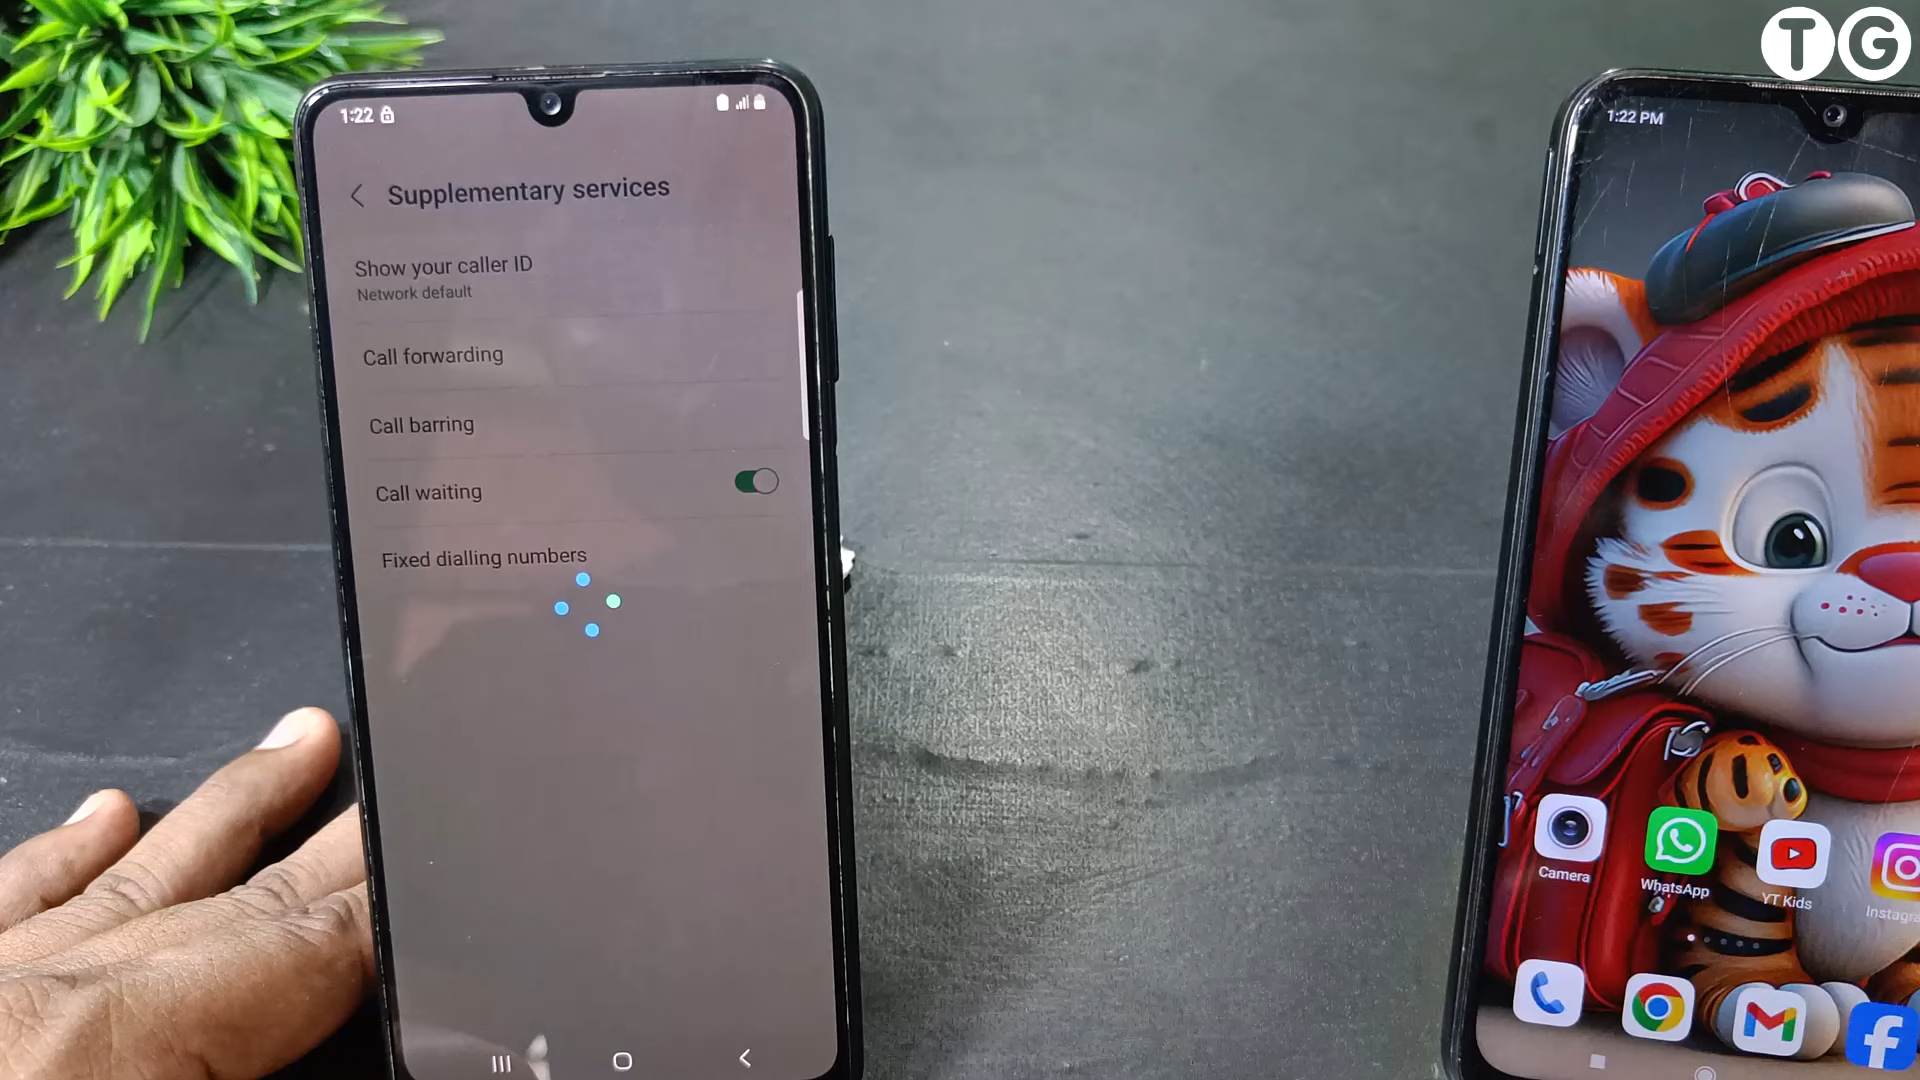 TG
1:22
Supplementary services
Show your caller ID
Network default
Call forwarding
Call barring
Call waiting
Fixed dialling numbers
1:22 PM
Camera
WhatsApp
YT Kids
Instagra